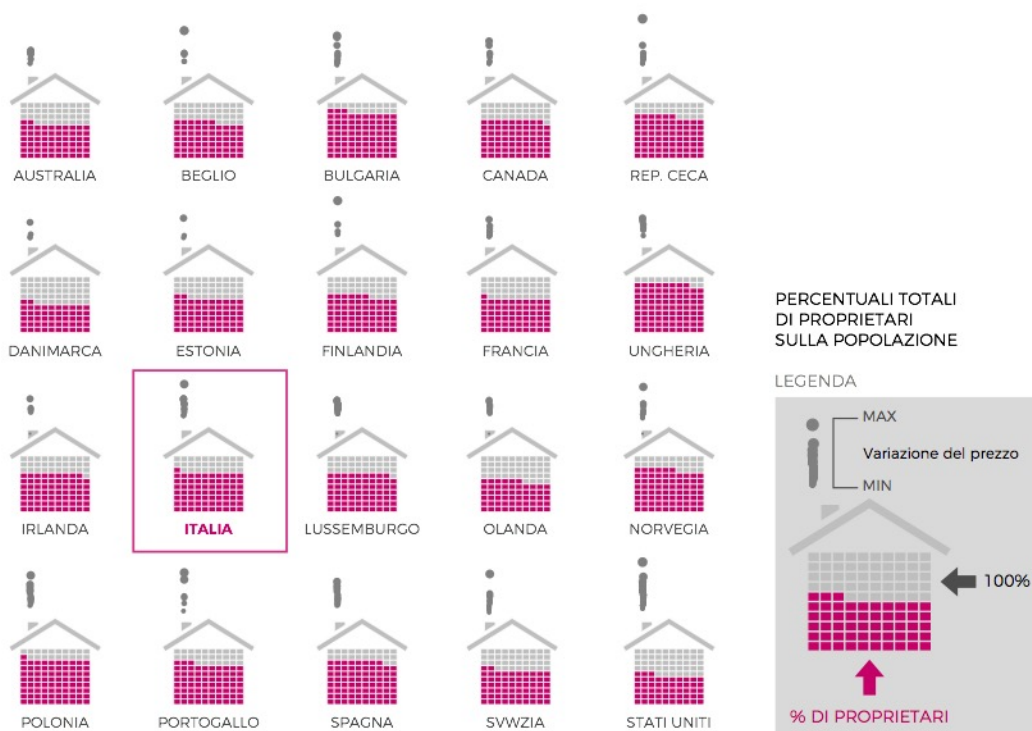 AUSTRALIA
BEGLIO
BULGARIA
CANADA
REP. CECA
DANIMARCA
ESTONIA
FINLANDIA
FRANCIA
UNGHERIA
PERCENTUALI TOTALI
DI PROPRIETARI
SULLA POPOLAZIONE
LEGENDA
MAX
Variazione del prezzo
MIN
IRLANDA
ITALIA
LUSSEMBURGO
OLANDA
NORVEGIA
100%
POLONIA
PORTOGALLO
SPAGNA
SVWZIA
STATI UNITI
% DI PROPRIETARI